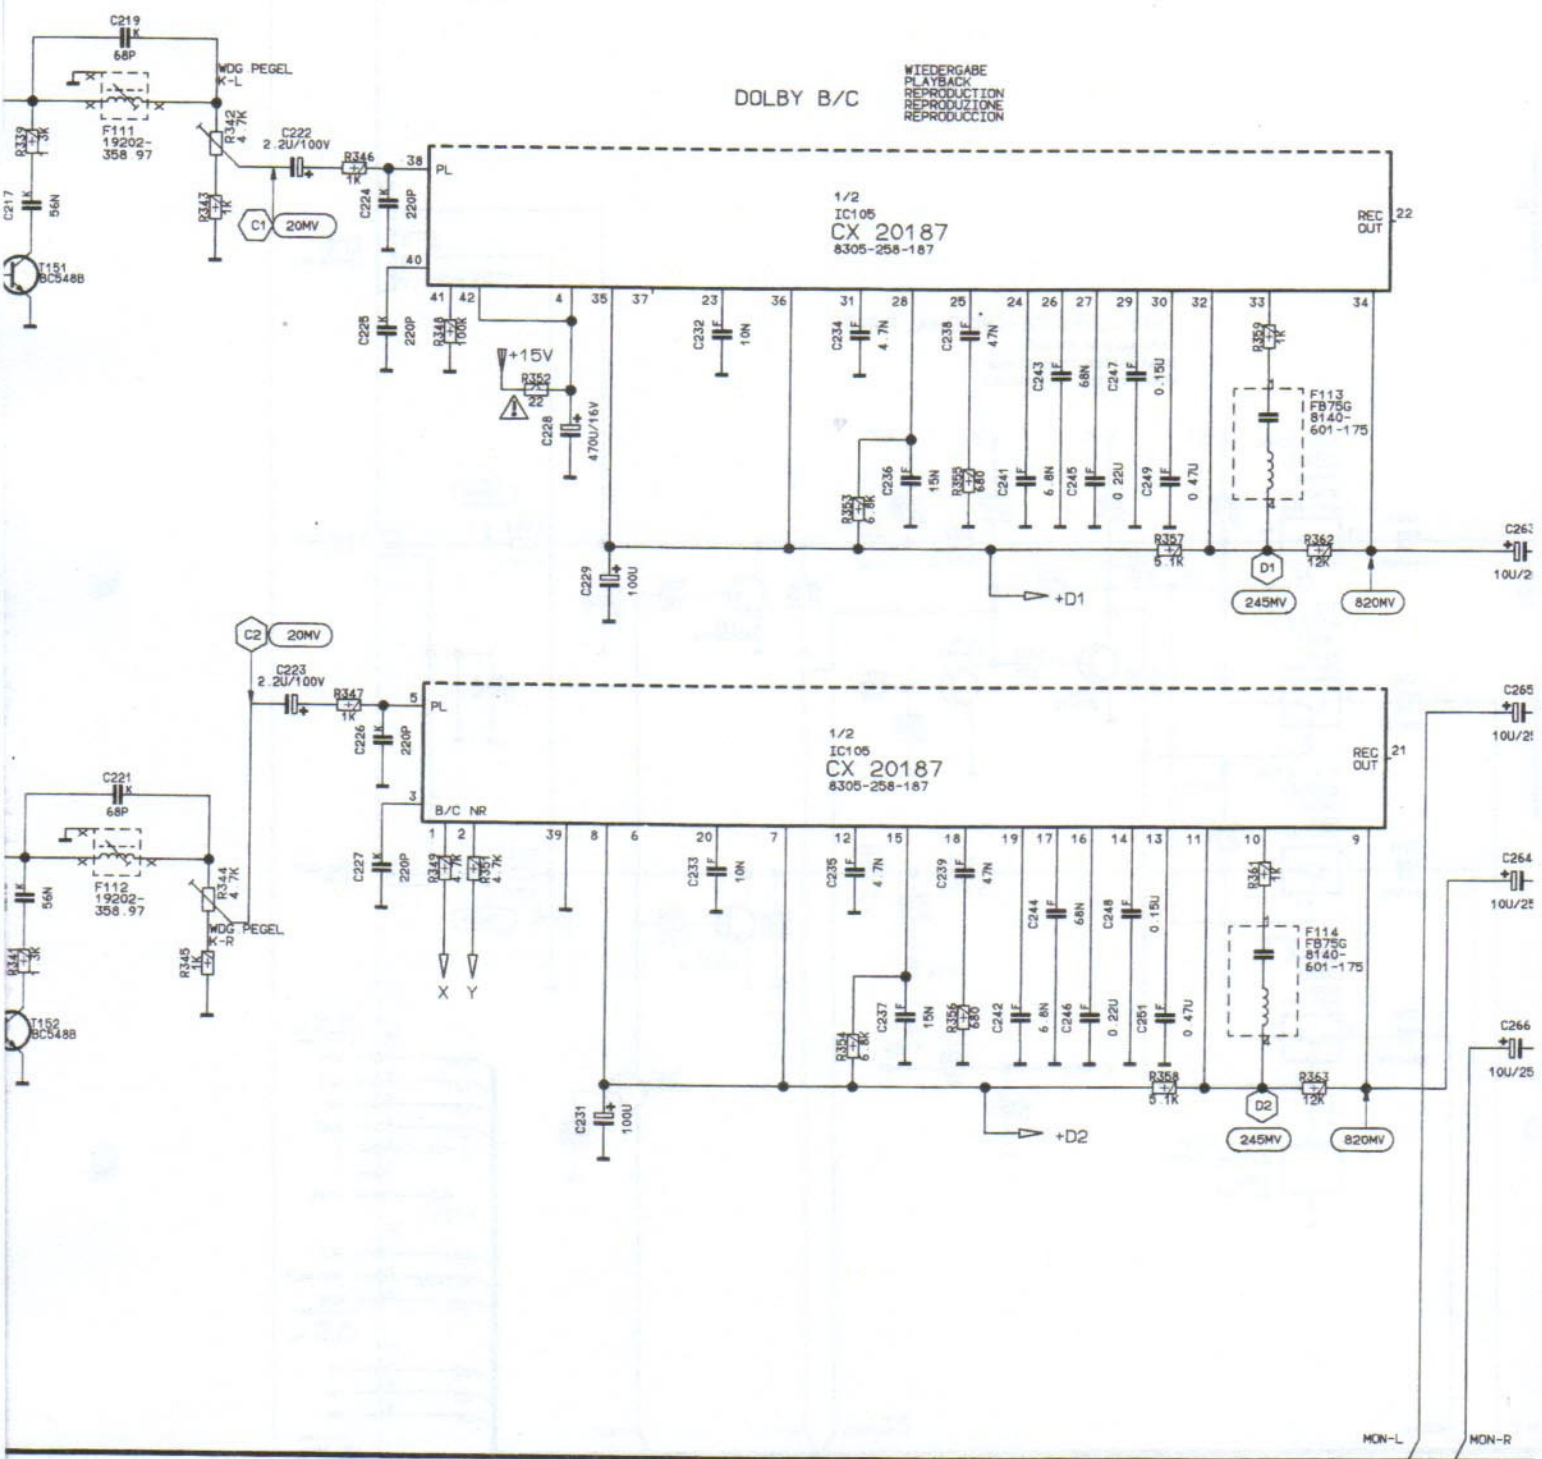 C219
K
68P
WDG PEGEL
K-L
F111
19202-
358.97
R339
1.3K
R342
4.7K
C222
2.2U/100V
R346
1K
R343
1K
C217
K
56N
C1
20MV
T151
BC548B
DOLBY B/C
WIEDERGABE
PLAYBACK
REPRODUCTION
REPRODUZIONE
REPRODUCCION
38
PL
C224
K
220P
40
C225
K
220P
1/2
IC105
CX 20187
8305-258-187
REC
OUT
22
41
42
4
35
37
23
36
31
28
25
24
26
27
29
30
32
33
34
R348
100K
+15V
R352
22
C228
470U/16V
C232
F
10N
C234
F
4.7N
C238
F
47N
C243
F
68N
C247
F
0.15U
R359
1K
F113
FB75G
8140-
601-175
R353
6.8K
C236
F
15N
R355
680
C241
F
6.8N
C245
F
0.22U
C249
F
0.47U
C229
100U
+D1
R357
5.1K
D1
245MV
R362
12K
820MV
C263
10U/2
C2
20MV
C223
2.2U/100V
R347
1K
5
PL
C226
K
220P
3
C227
K
220P
1/2
IC105
CX 20187
8305-258-187
REC
OUT
21
B/C NR
C265
10U/25
C221
K
68P
F112
19202-
358.97
R344
4.7K
WDG PEGEL
K-R
R345
1K
K
56N
R341
1.3K
T152
BC548B
1
2
39
8
6
20
7
12
15
18
19
17
16
14
13
11
10
9
R349
4.7K
R351
4.7K
X
Y
C233
F
10N
C235
F
4.7N
C239
F
47N
C244
F
68N
C248
F
0.15U
R361
1K
F114
FB75G
8140-
601-175
R354
6.8K
C237
F
15N
R356
680
C242
F
6.8N
C246
F
0.22U
C251
F
0.47U
C231
100U
+D2
R358
5.1K
D2
245MV
R363
12K
820MV
C264
10U/25
C266
10U/25
MON-L
MON-R